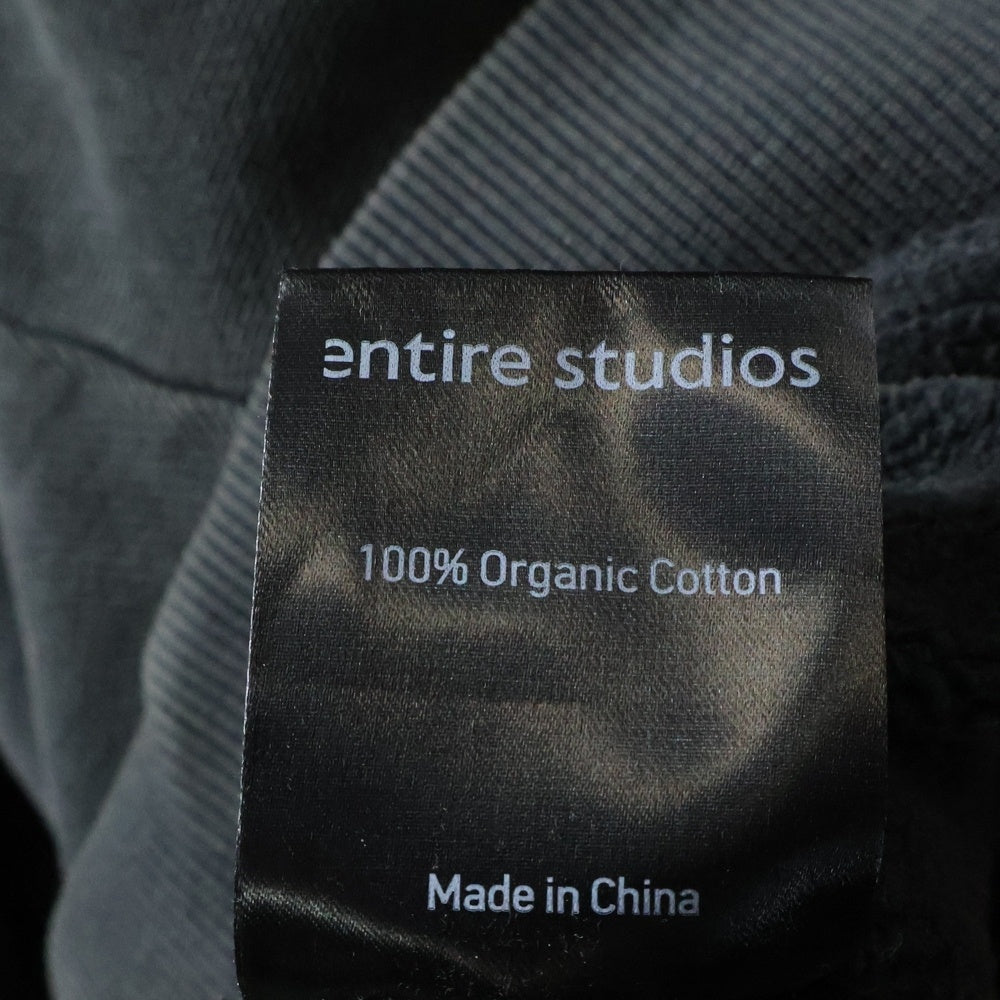 entire studios
100% Organic Cotton
Made in China